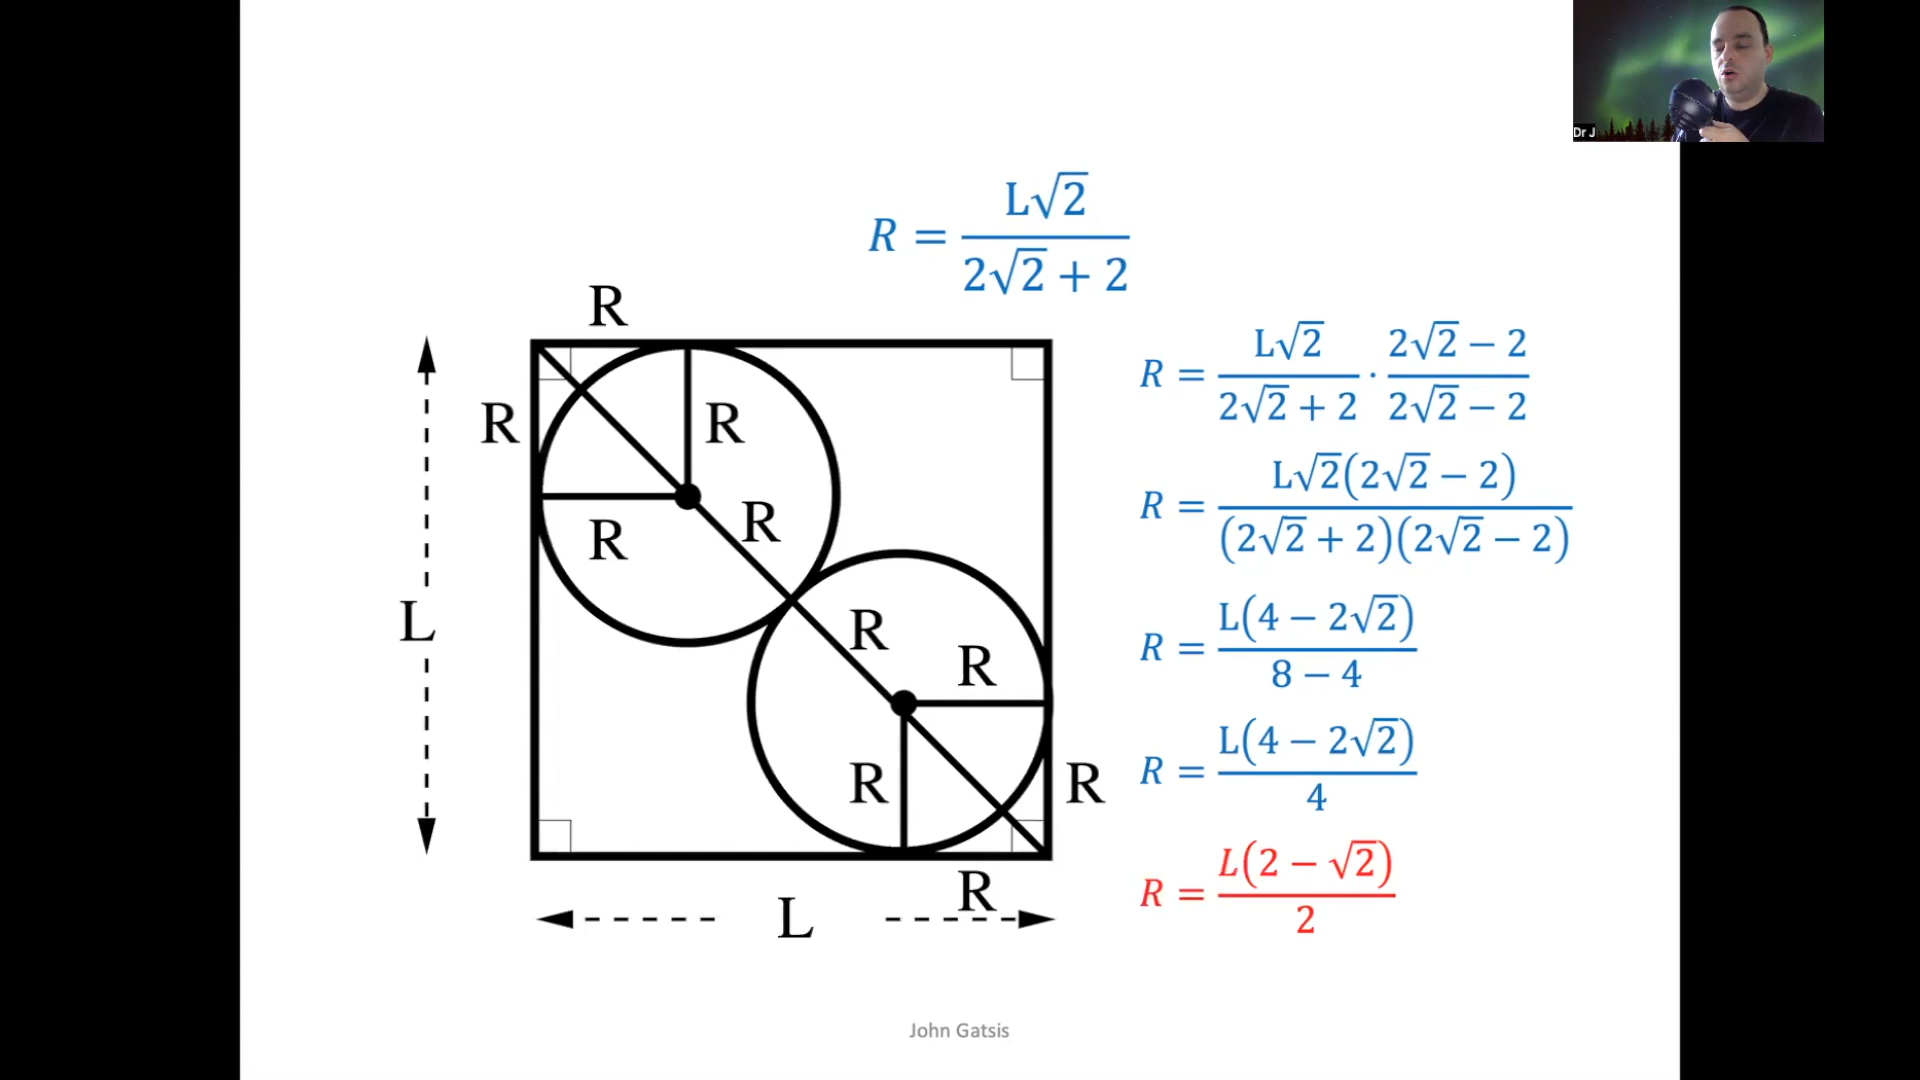 Dr J
R = L√2 / (2√2 + 2)
R
R = L√2 / (2√2 + 2) · (2√2 − 2) / (2√2 − 2)
R R
R = L√2(2√2 − 2) / ((2√2 + 2)(2√2 − 2))
R R
L
R
R = L(4 − 2√2) / (8 − 4)
R
R = L(4 − 2√2) / 4
R R
R = L(2 − √2) / 2
R
L
John Gatsis